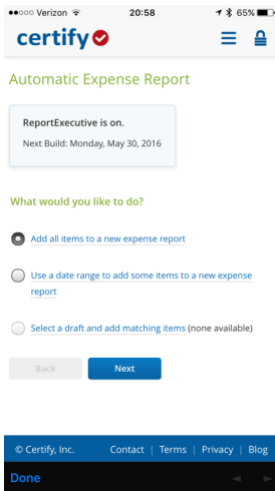 Verizon 20:58 65%
certify
Automatic Expense Report
ReportExecutive is on.
Next Build: Monday, May 30, 2016
What would you like to do?
Add all items to a new expense report
Use a date range to add some items to a new expense
report
Select a draft and add matching items (none available)
Back Next
© Certify, Inc. Contact | Terms | Privacy | Blog
Done